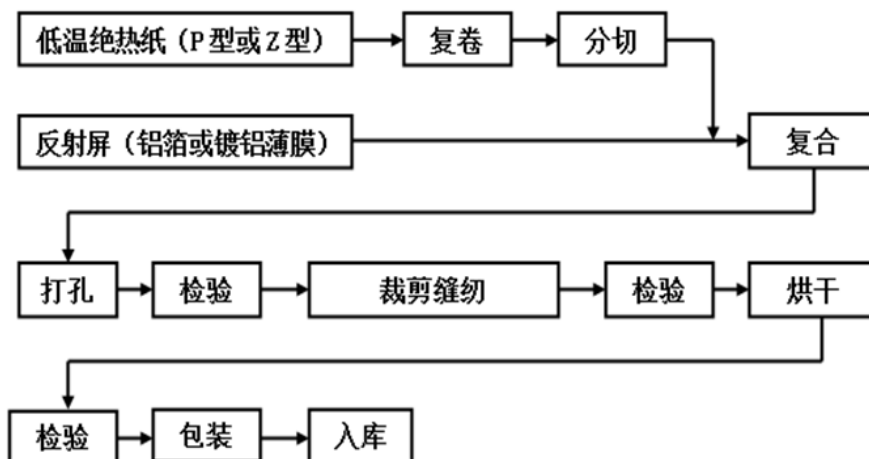 低温绝热纸（P型或Z型）
复卷
分切
反射屏（铝箔或镀铝薄膜）
复合
打孔
检验
裁剪缝纫
检验
烘干
检验
包装
入库